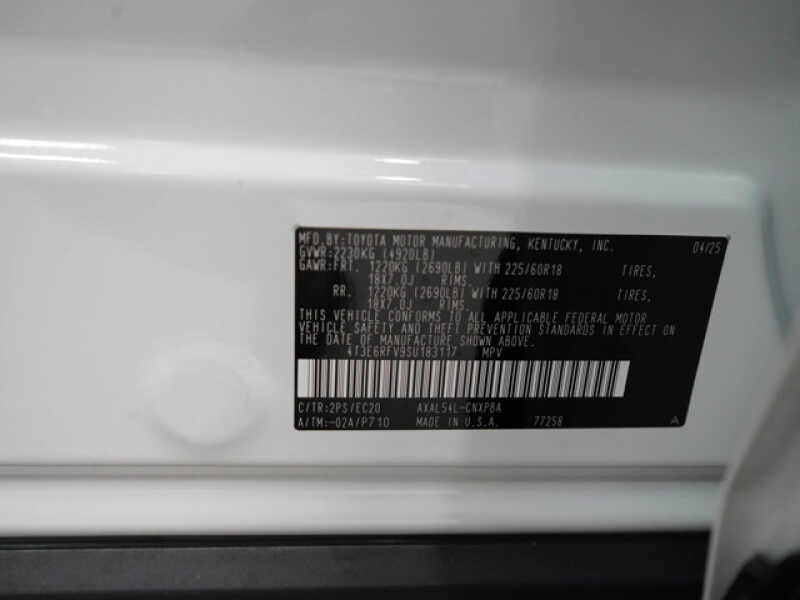 MFD.BY:TOYOTA MOTOR MANUFACTURING, KENTUCKY, INC. 04/25
GVWR:2230KG (4920LB)
GAWR:FRT. 1220KG (2690LB) WITH 225/60R18 TIRES,
18X7.0J RIMS
RR. 1220KG (2690LB) WITH 225/60R18 TIRES,
18X7.0J RIMS
THIS VEHICLE CONFORMS TO ALL APPLICABLE FEDERAL MOTOR
VEHICLE SAFETY AND THEFT PREVENTION STANDARDS IN EFFECT ON
THE DATE OF MANUFACTURE SHOWN ABOVE.
4T3E6RFV9SU183117 MPV
C/TR:2PS/EC20 AXAL54L-CNXPBA
A/TM:-02A/P710 MADE IN U.S.A. 77258 A